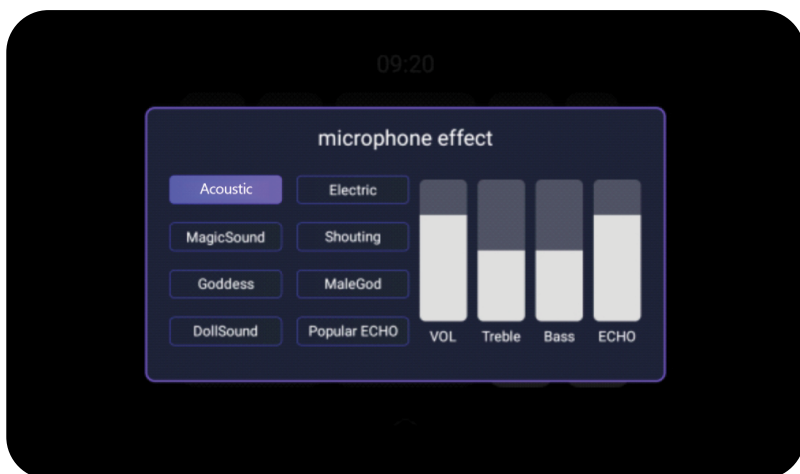 09:20
microphone effect
Acoustic
Electric
MagicSound
Shouting
Goddess
MaleGod
DollSound
Popular ECHO
VOL
Treble
Bass
ECHO